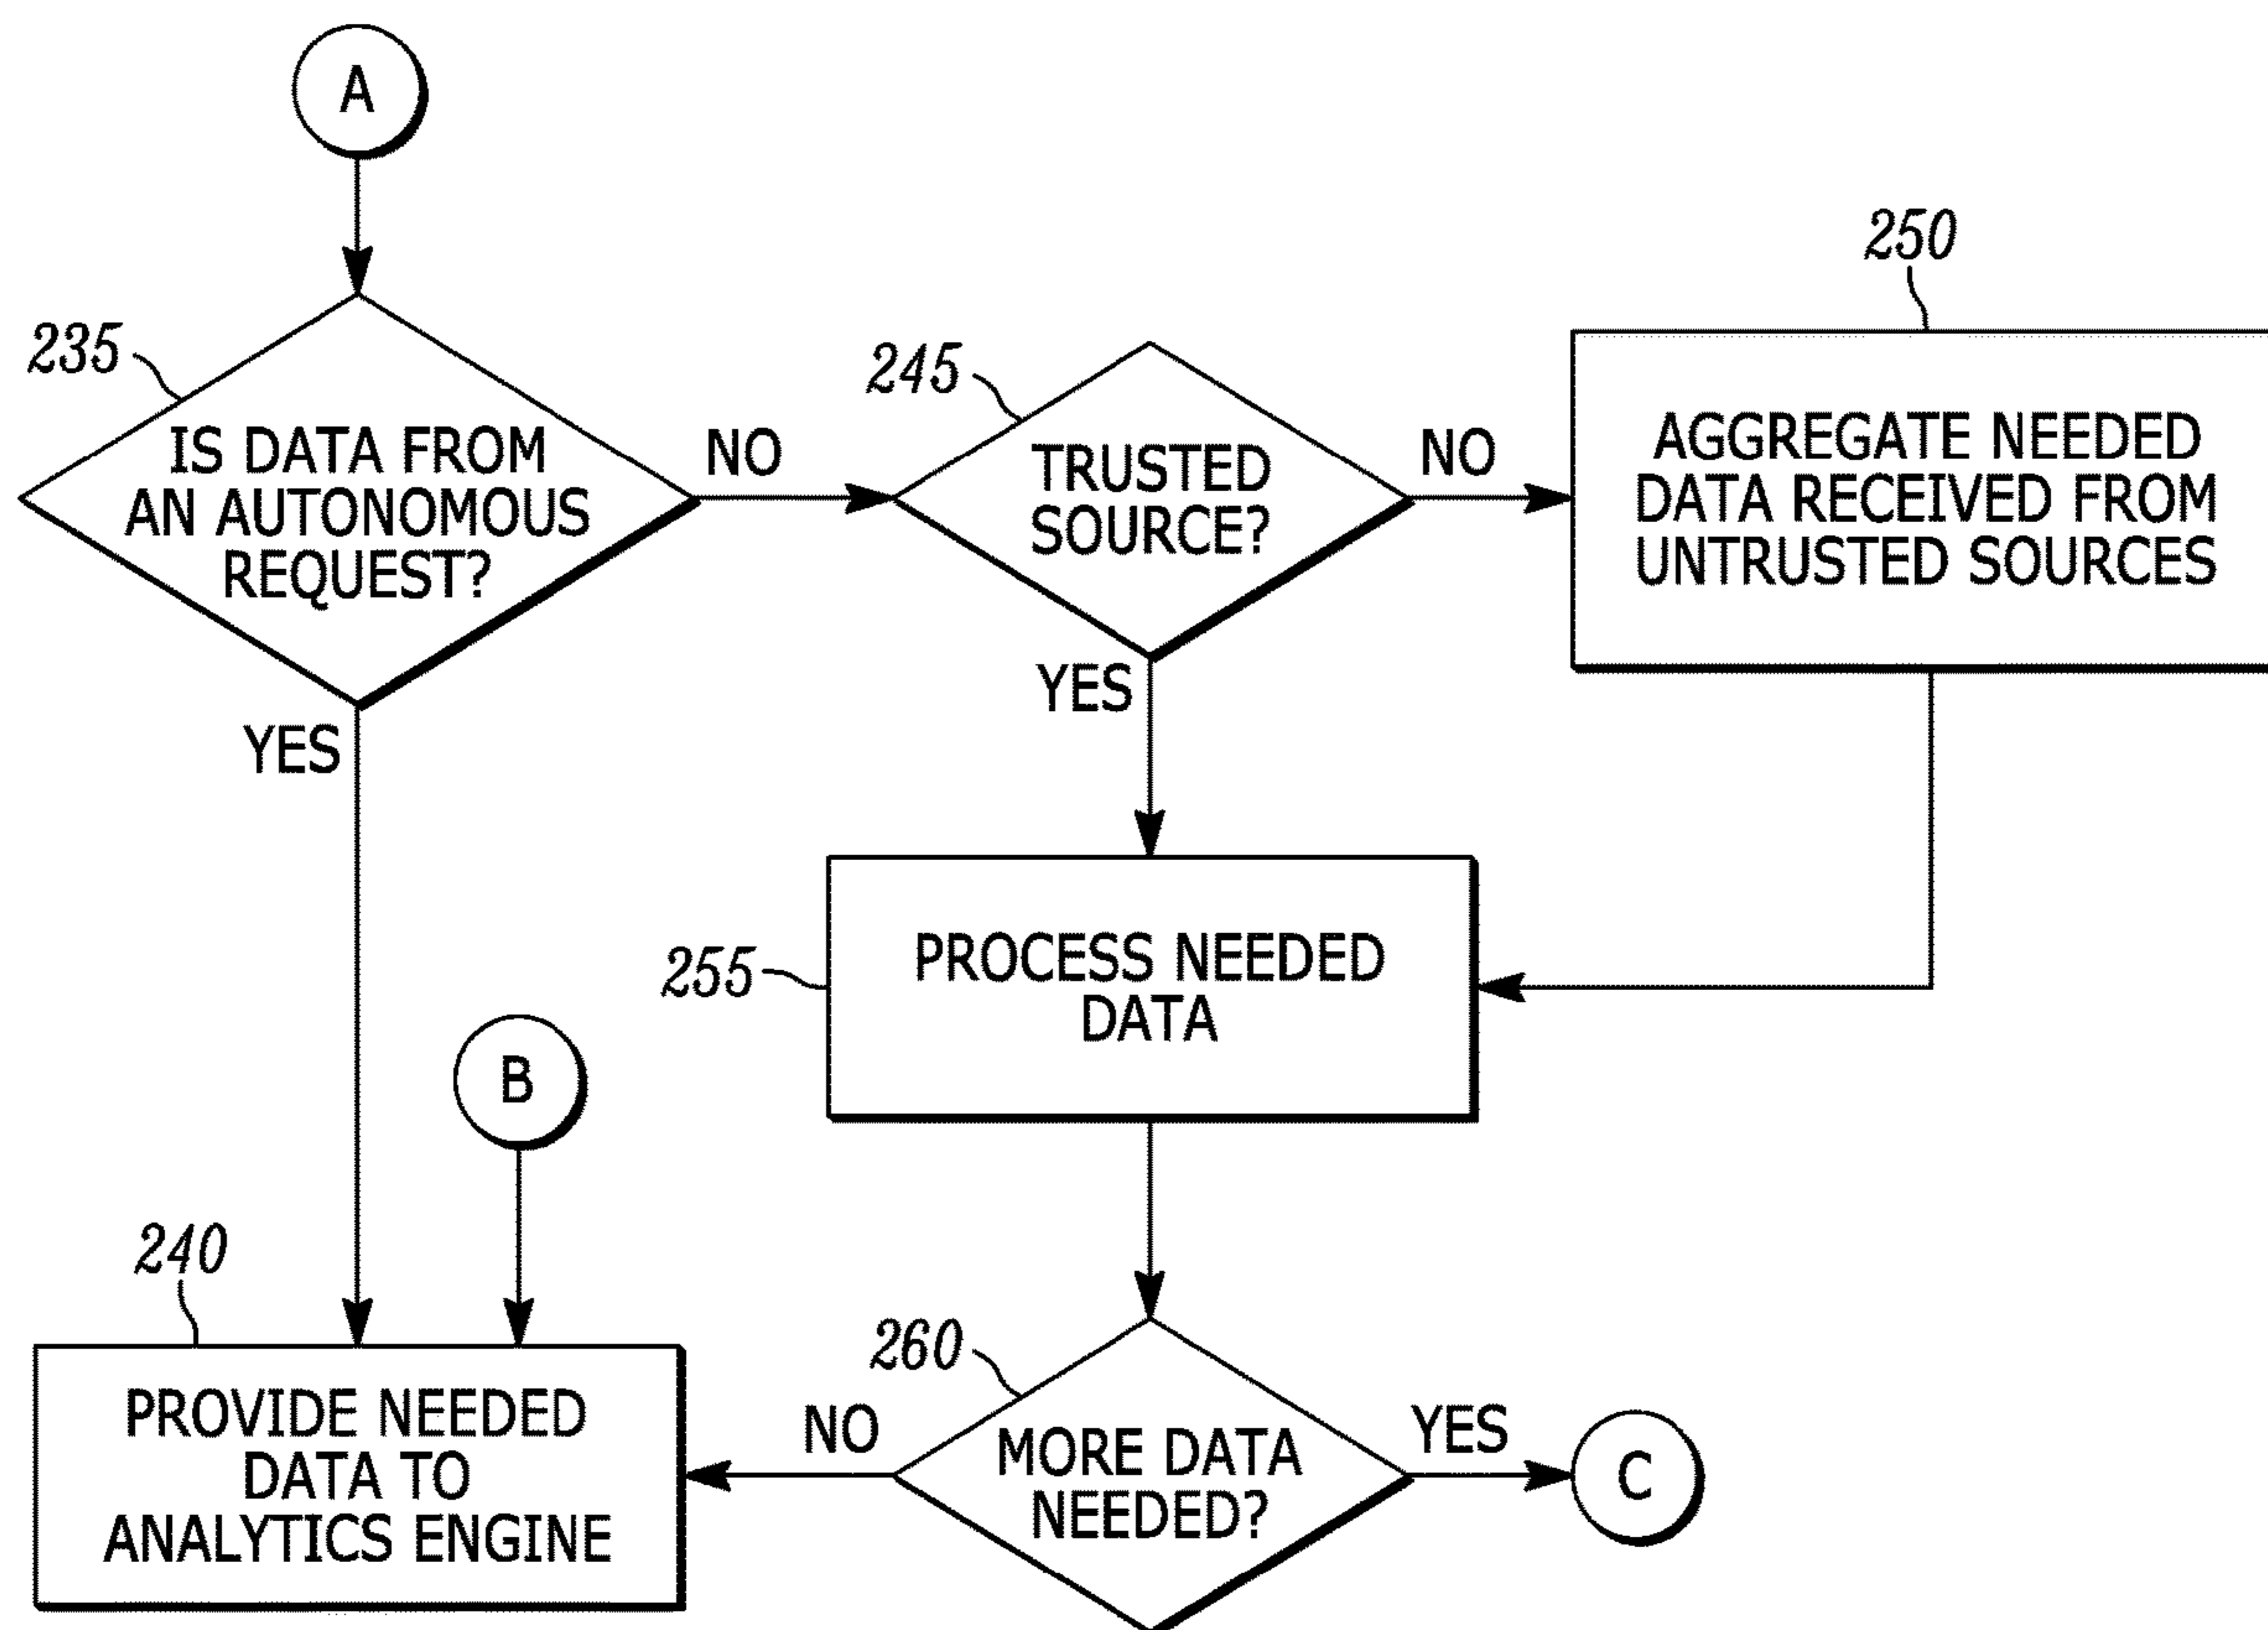 A
235
IS DATA FROM
AN AUTONOMOUS
REQUEST?
NO
YES
245
TRUSTED
SOURCE?
NO
YES
250
AGGREGATE NEEDED
DATA RECEIVED FROM
UNTRUSTED SOURCES
255
PROCESS NEEDED
DATA
B
240
PROVIDE NEEDED
DATA TO
ANALYTICS ENGINE
260
MORE DATA
NEEDED?
NO
YES
C